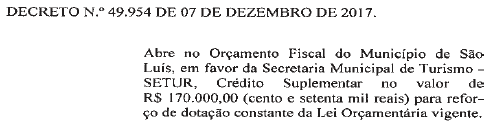 DECRETO N.º 49.954 DE 07 DE DEZEMBRO DE 2017.
Abre no Orçamento Fiscal do Município de São
Luís, em favor da Secretaria Municipal de Turismo –
SETUR, Crédito Suplementar no valor de
R$ 170.000,00 (cento e setenta mil reais) para refor-
ço de dotação constante da Lei Orçamentária vigente.